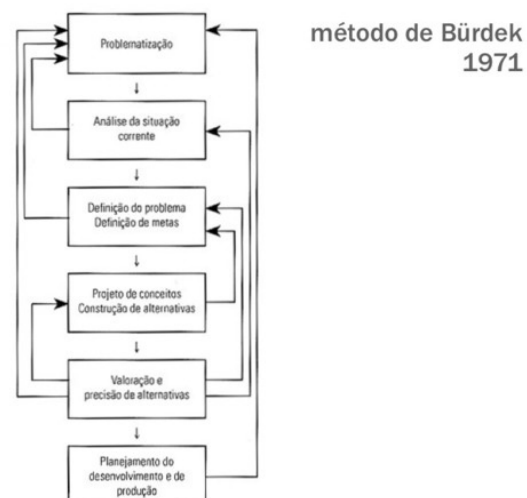 método de Bürdek
1971
Problematização
Análise da situação
corrente
Definição do problema
Definição de metas
Projeto de conceitos
Construção de alternativas
Valoração e
precisão de alternativas
Planejamento do
desenvolvimento e de
produção